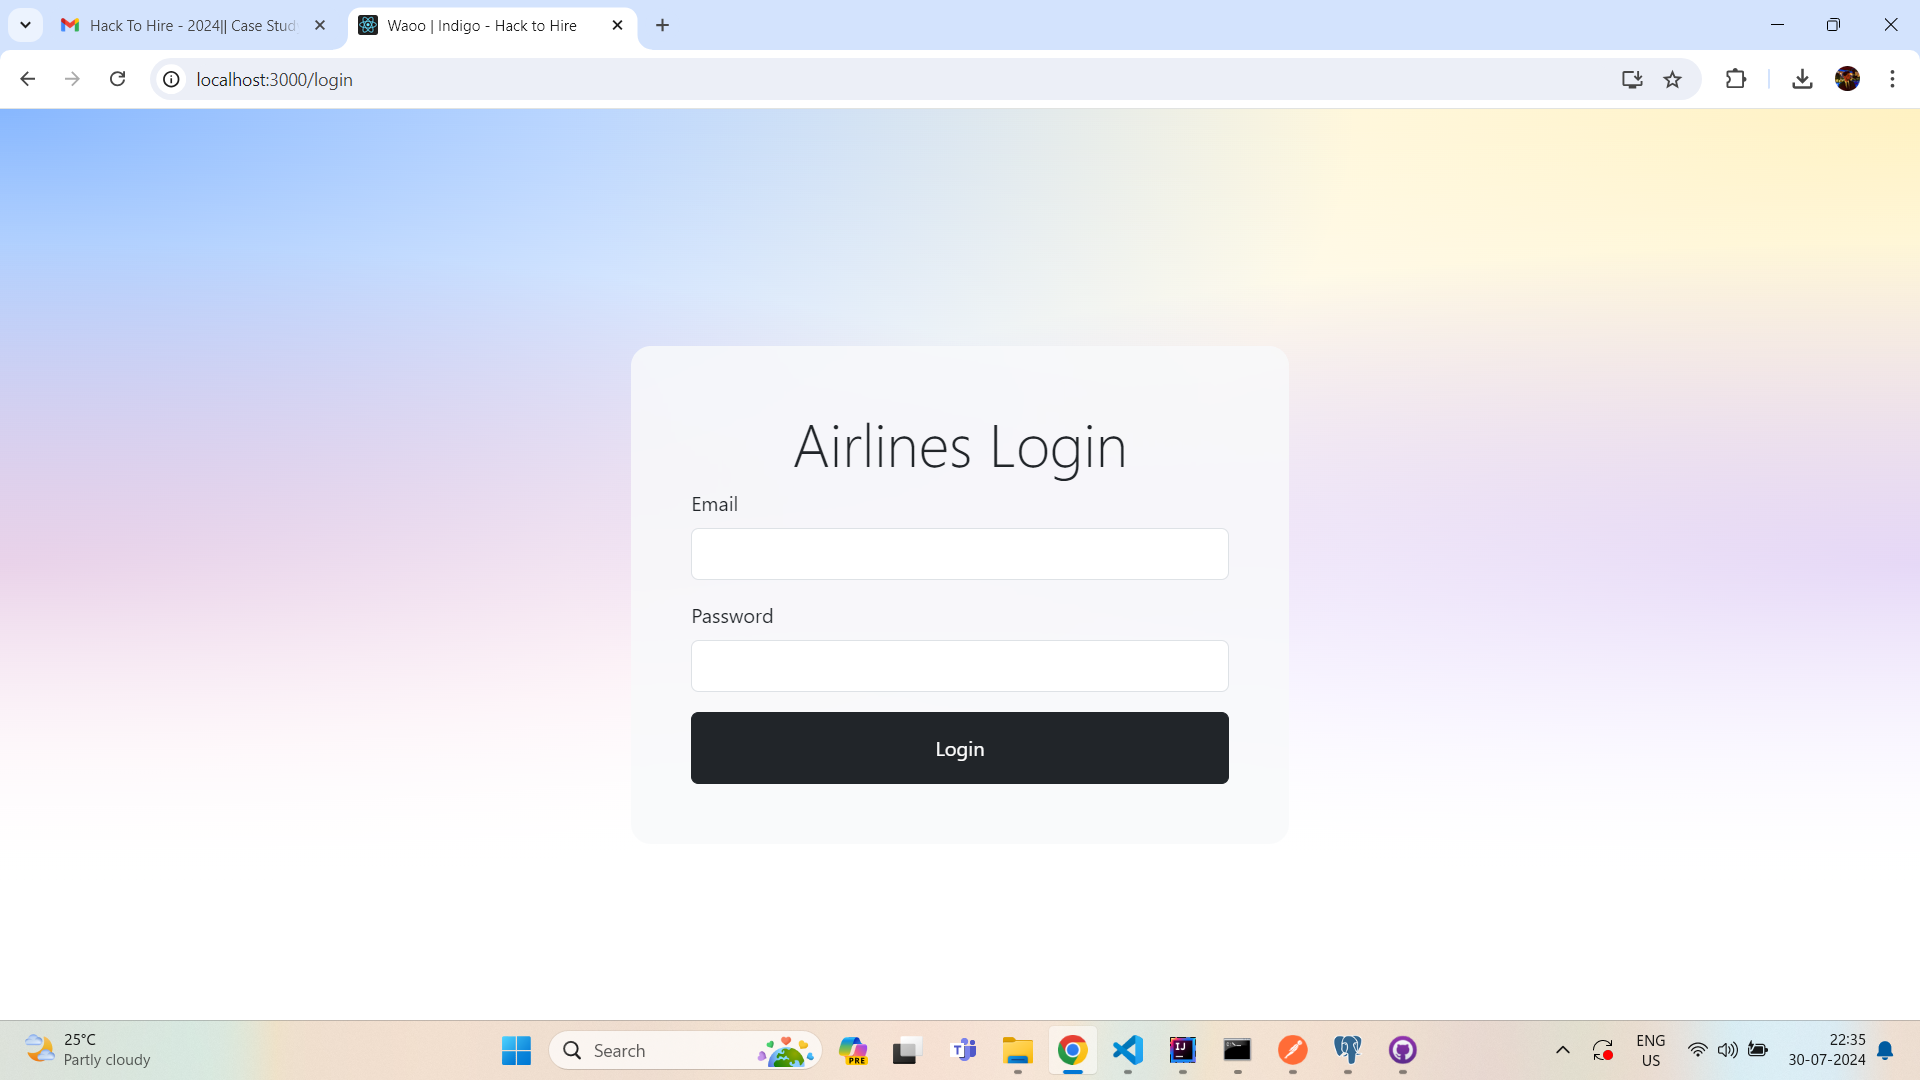 Hack To Hire - 2024|| Case Stud
Waoo | Indigo - Hack to Hire
localhost:3000/login
Airlines Login
Email
Password
Login
25°C
Partly cloudy
Search
PRE
ENG
US
22:35
30-07-2024